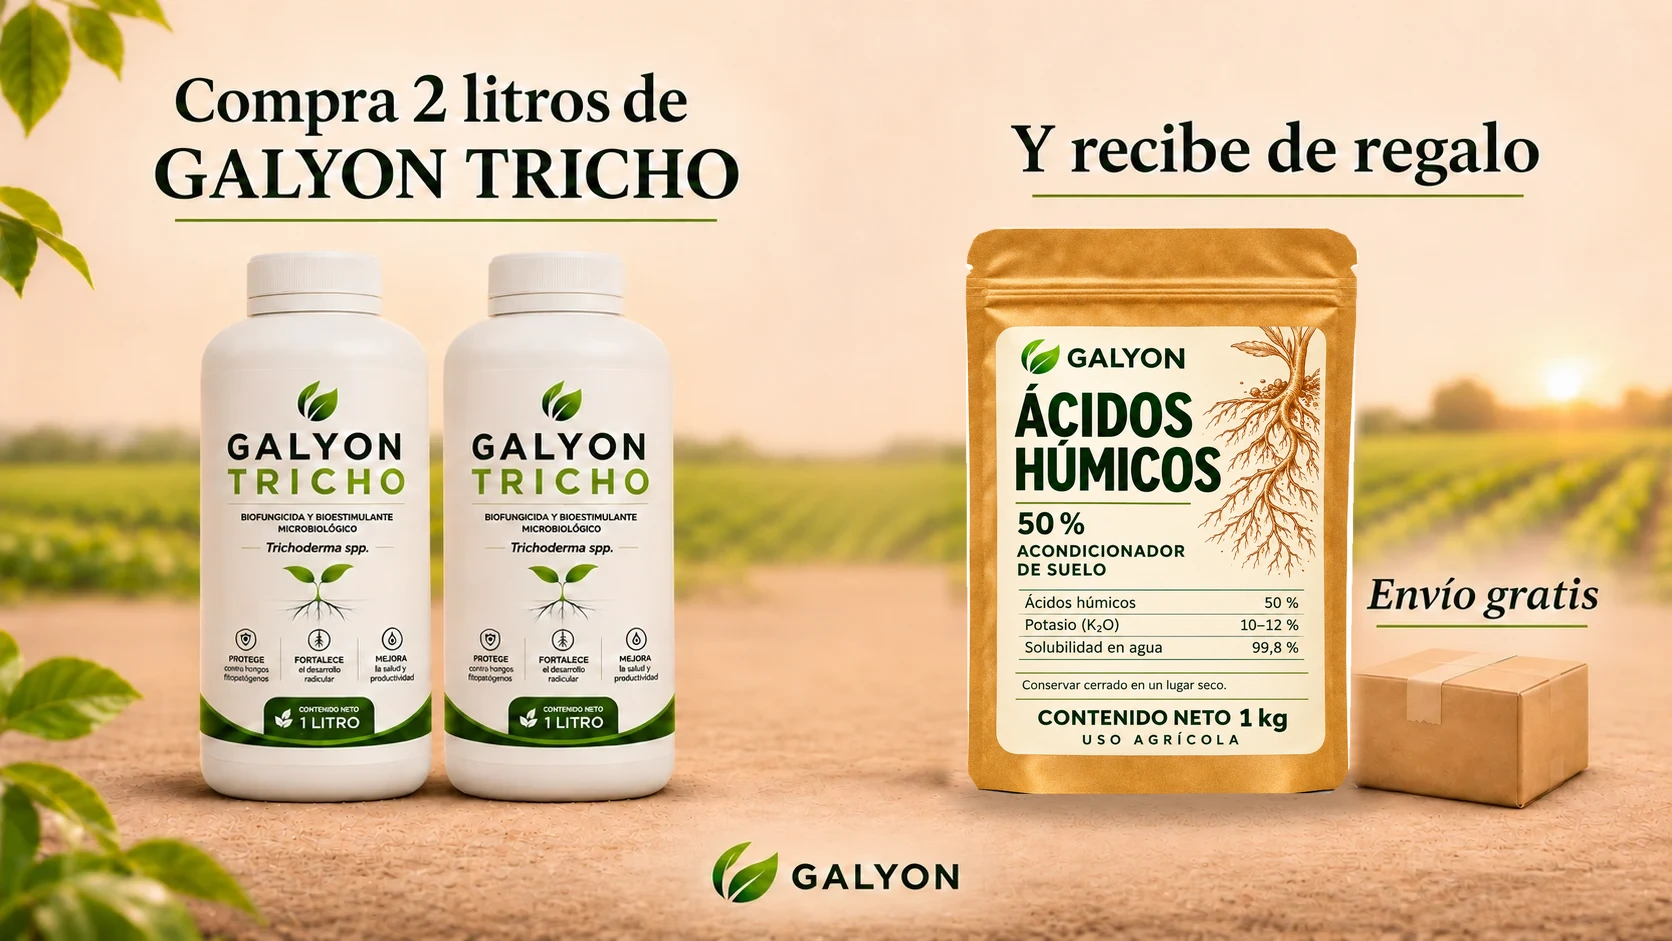 Compra 2 litros de
GALYON TRICHO
GALYON
TRICHO
BIOFUNGICIDA Y BIOESTIMULANTE
MICROBIOLÓGICO
Trichoderma spp.
PROTEGE
contra hongos
fitopatógenos
FORTALECE
el desarrollo
radicular
MEJORA
la salud y
productividad
CONTENIDO NETO
1 LITRO
GALYON
TRICHO
BIOFUNGICIDA Y BIOESTIMULANTE
MICROBIOLÓGICO
Trichoderma spp.
PROTEGE
contra hongos
fitopatógenos
FORTALECE
el desarrollo
radicular
MEJORA
la salud y
productividad
CONTENIDO NETO
1 LITRO
Y recibe de regalo
GALYON
ÁCIDOS
HÚMICOS
50 %
ACONDICIONADOR
DE SUELO
Ácidos húmicos 50 %
Potasio (K₂O) 10–12 %
Solubilidad en agua 99,8 %
Conservar cerrado en un lugar seco.
CONTENIDO NETO 1 kg
USO AGRÍCOLA
Envío gratis
GALYON